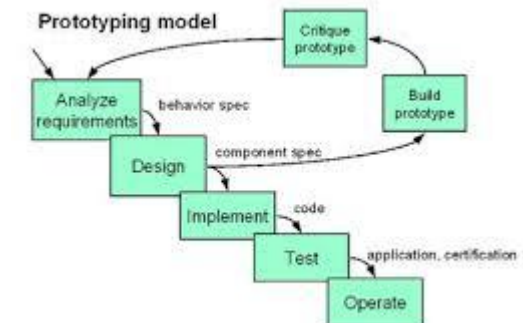 Prototyping model
Critique
prototype
Analyze
requirements
behavior spec
Build
prototype
Design
component spec
Implement
code
Test
application, certification
Operate